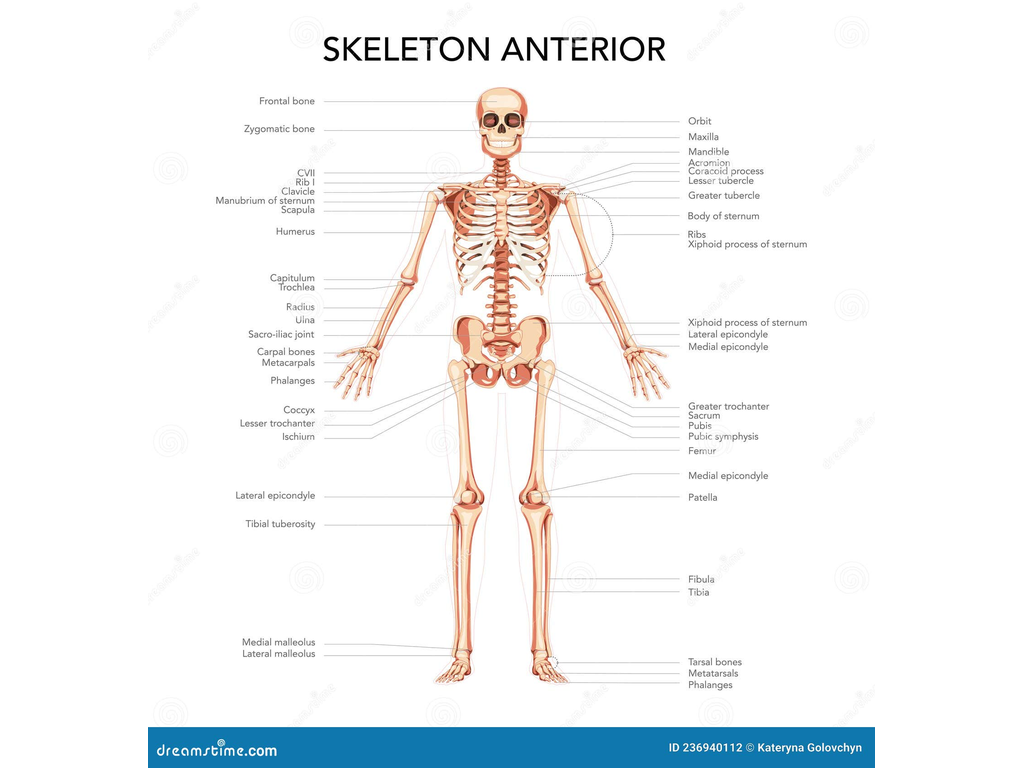 SKELETON ANTERIOR
Frontal bone
Zygomatic bone
CVII
Rib I
Clavicle
Manubrium of sternum
Scapula
Humerus
Capitulum
Trochlea
Radius
Uina
Sacro-iliac joint
Carpal bones
Metacarpals
Phalanges
Coccyx
Lesser trochanter
Ischium
Lateral epicondyle
Tibial tuberosity
Medial malleolus
Lateral malleolus
Orbit
Maxilla
Mandible
Acromion
Coracoid process
Lesser tubercle
Greater tubercle
Body of sternum
Ribs
Xiphoid process of sternum
Xiphoid process of sternum
Lateral epicondyle
Medial epicondyle
Greater trochanter
Sacrum
Pubis
Pubic symphysis
Femur
Medial epicondyle
Patella
Fibula
Tibia
Tarsal bones
Metatarsals
Phalanges
dreamstime.com
ID 236940112 © Kateryna Golovchyn